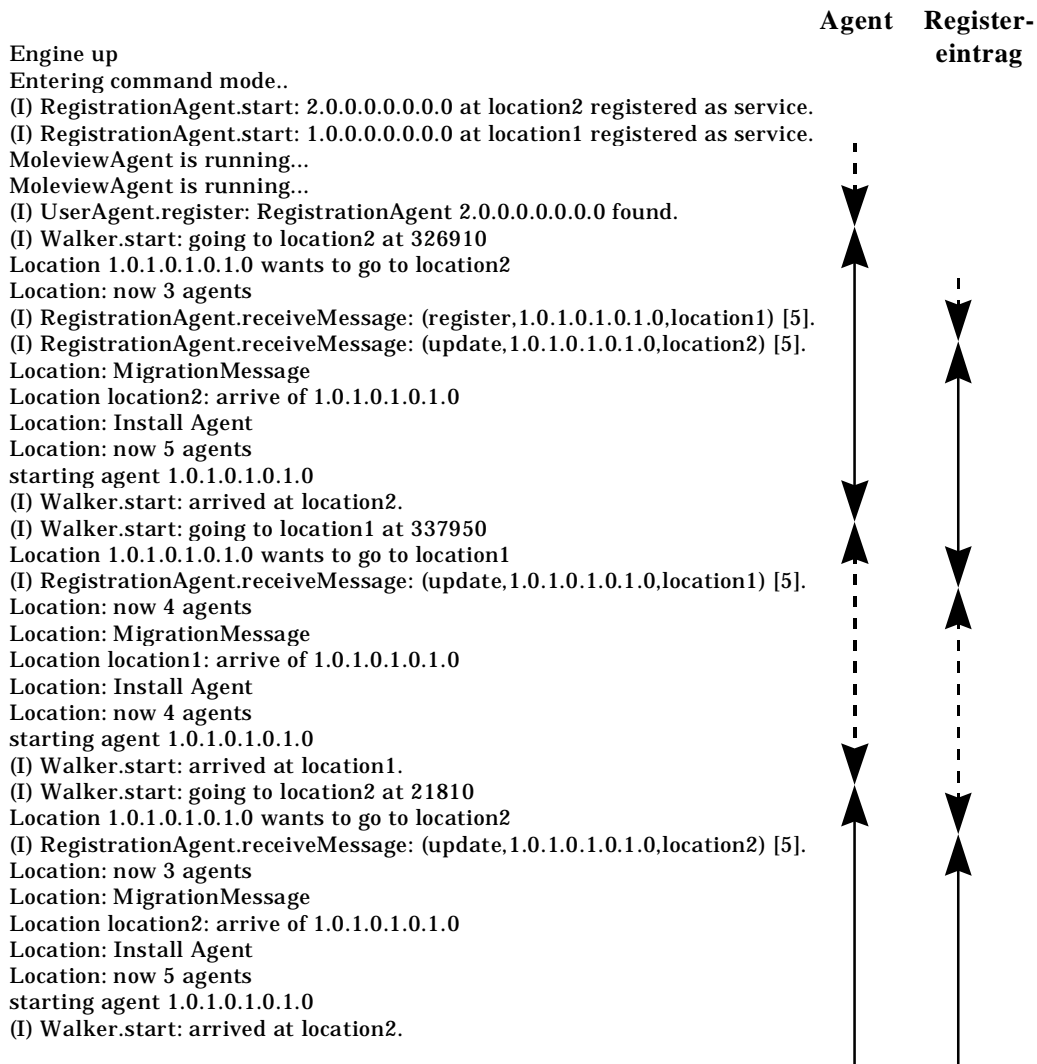 Agent Register-
eintrag
Engine up
Entering command mode..
(I) RegistrationAgent.start: 2.0.0.0.0.0.0.0 at location2 registered as service.
(I) RegistrationAgent.start: 1.0.0.0.0.0.0.0 at location1 registered as service.
MoleviewAgent is running...
MoleviewAgent is running...
(I) UserAgent.register: RegistrationAgent 2.0.0.0.0.0.0.0 found.
(I) Walker.start: going to location2 at 326910
Location 1.0.1.0.1.0.1.0 wants to go to location2
Location: now 3 agents
(I) RegistrationAgent.receiveMessage: (register,1.0.1.0.1.0.1.0,location1) [5].
(I) RegistrationAgent.receiveMessage: (update,1.0.1.0.1.0.1.0,location2) [5].
Location: MigrationMessage
Location location2: arrive of 1.0.1.0.1.0.1.0
Location: Install Agent
Location: now 5 agents
starting agent 1.0.1.0.1.0.1.0
(I) Walker.start: arrived at location2.
(I) Walker.start: going to location1 at 337950
Location 1.0.1.0.1.0.1.0 wants to go to location1
(I) RegistrationAgent.receiveMessage: (update,1.0.1.0.1.0.1.0,location1) [5].
Location: now 4 agents
Location: MigrationMessage
Location location1: arrive of 1.0.1.0.1.0.1.0
Location: Install Agent
Location: now 4 agents
starting agent 1.0.1.0.1.0.1.0
(I) Walker.start: arrived at location1.
(I) Walker.start: going to location2 at 21810
Location 1.0.1.0.1.0.1.0 wants to go to location2
(I) RegistrationAgent.receiveMessage: (update,1.0.1.0.1.0.1.0,location2) [5].
Location: now 3 agents
Location: MigrationMessage
Location location2: arrive of 1.0.1.0.1.0.1.0
Location: Install Agent
Location: now 5 agents
starting agent 1.0.1.0.1.0.1.0
(I) Walker.start: arrived at location2.